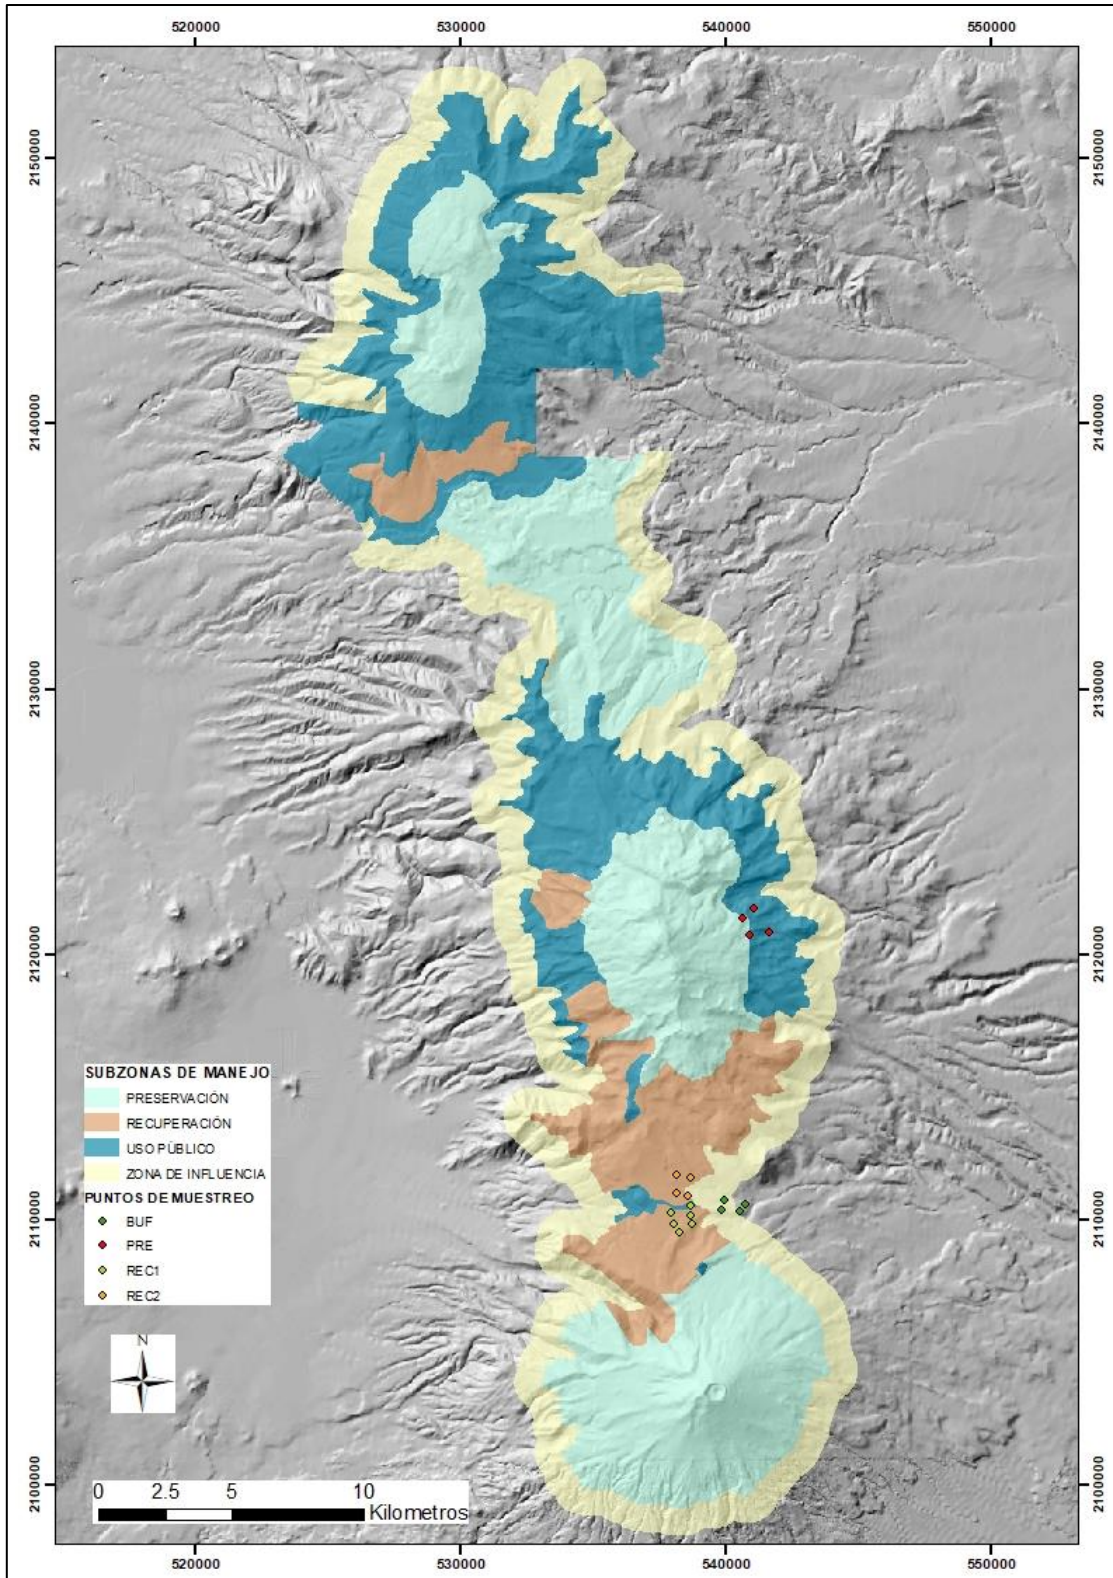 520000 530000 540000 550000
2150000 2150000
2140000 2140000
2130000 2130000
2120000 2120000
2110000 2110000
2100000 2100000
SUBZONAS DE MANEJO
PRESERVACIÓN
RECUPERACIÓN
USO PÚBLICO
ZONA DE INFLUENCIA
PUNTOS DE MUESTREO
BUF
PRE
REC1
REC2
N
0 2.5 5 10
Kilometros
520000 530000 540000 550000